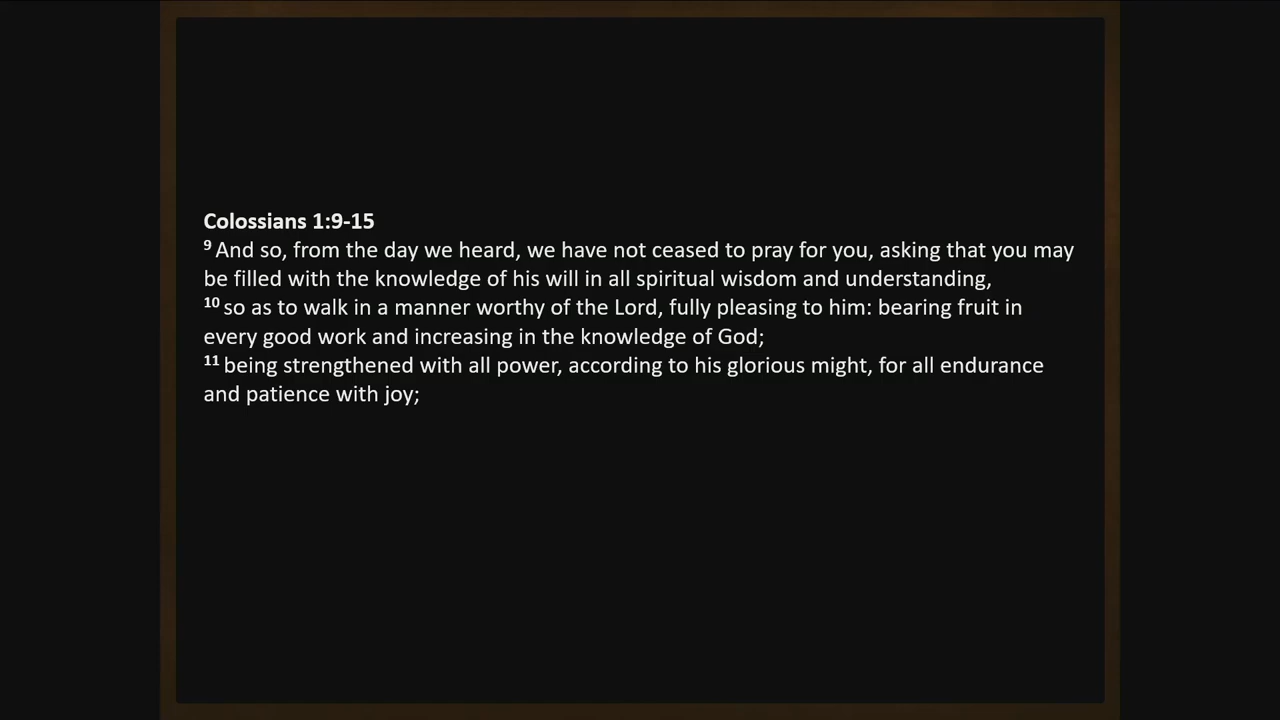 Colossians 1:9-15
9 And so, from the day we heard, we have not ceased to pray for you, asking that you may
be filled with the knowledge of his will in all spiritual wisdom and understanding,
10 so as to walk in a manner worthy of the Lord, fully pleasing to him: bearing fruit in
every good work and increasing in the knowledge of God;
11 being strengthened with all power, according to his glorious might, for all endurance
and patience with joy;